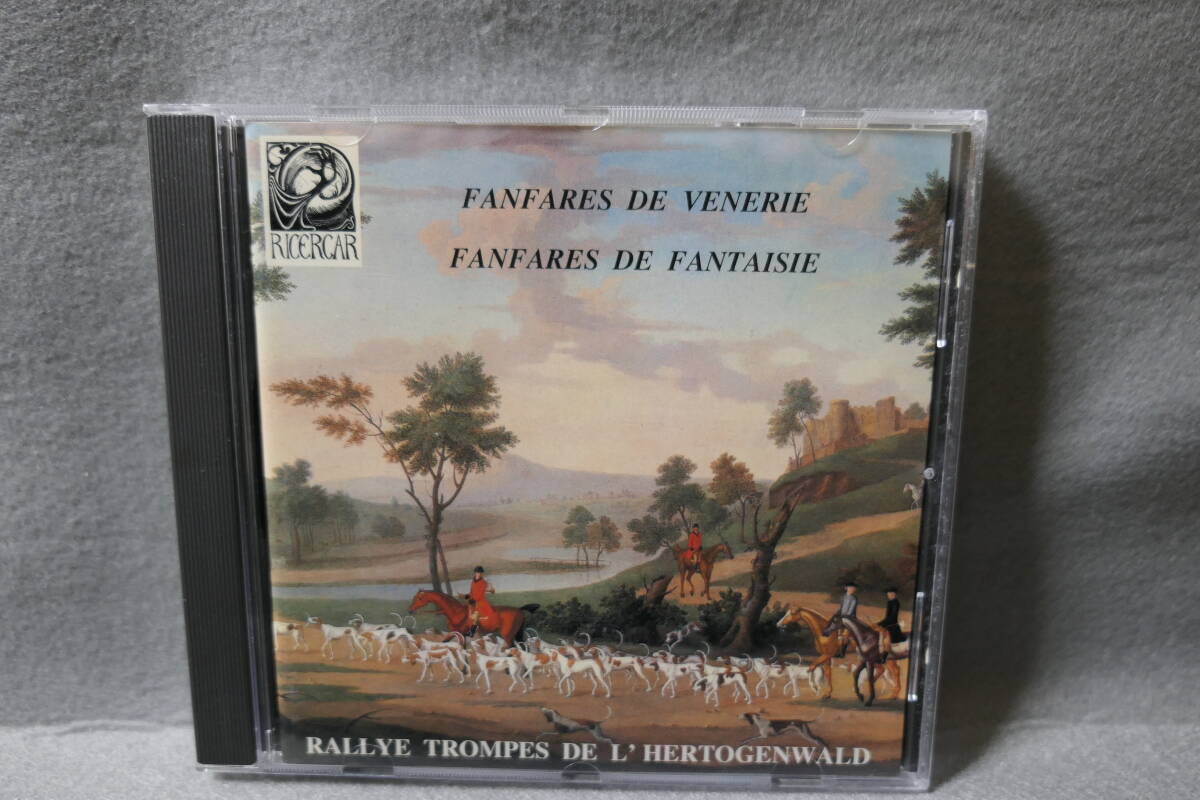 RICERCAR
FANFARES DE VENERIE
FANFARES DE FANTAISIE
RALLYE TROMPES DE L'HERTOGENWALD